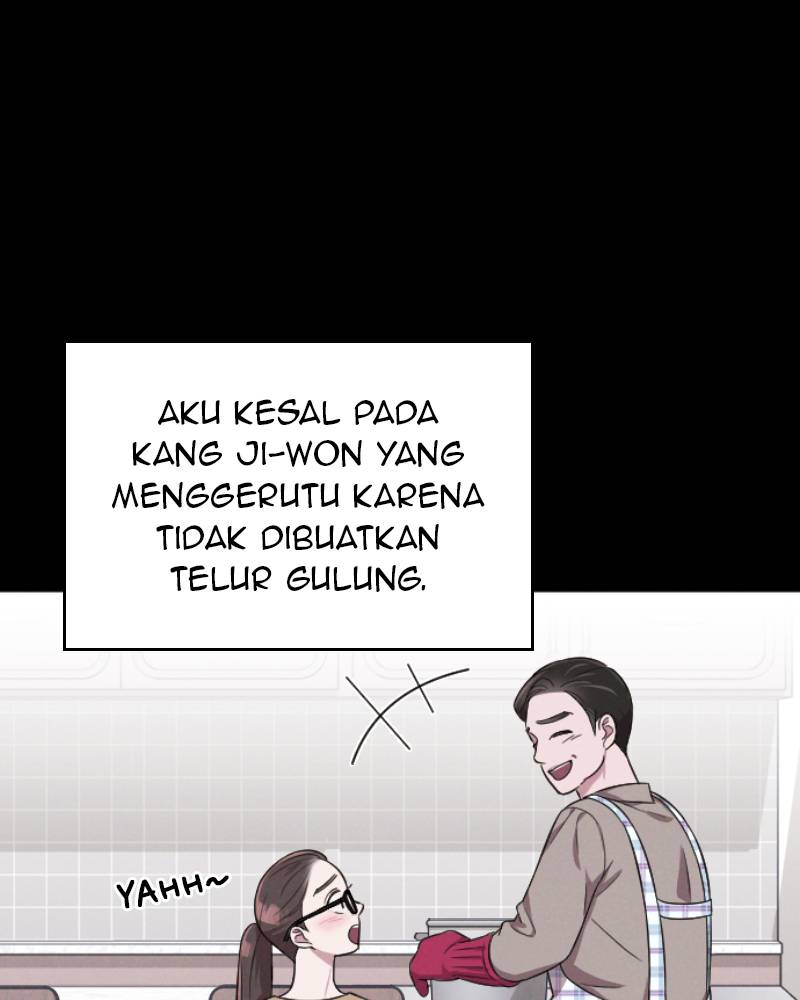 AKU KESAL PADA
KANG JI-WON YANG
MENGGERUTU KARENA
TIDAK DIBUATKAN
TELUR GULUNG.
YAHH~